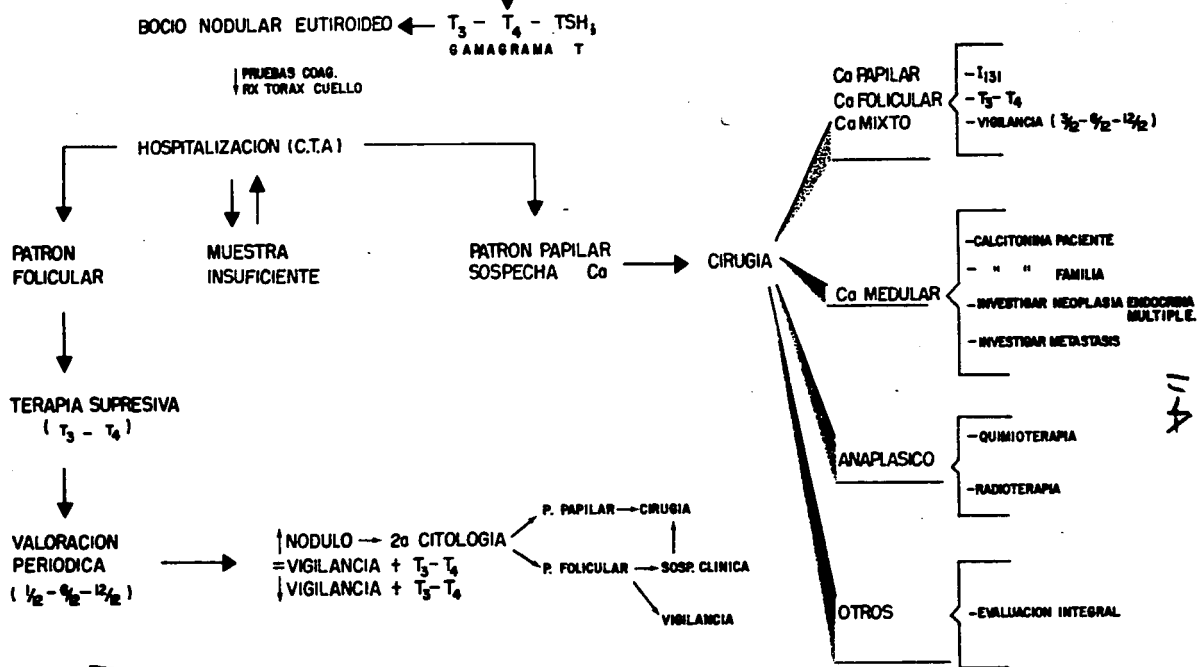 BOCIO NODULAR EUTIROIDEO ← T3 - T4 - TSH;
GAMAGRAMA T
↓ PRUEBAS COAG.
RX TORAX CUELLO
HOSPITALIZACION (C.T.A)
PATRON
FOLICULAR
MUESTRA
INSUFICIENTE
PATRON PAPILAR
SOSPECHA Ca → CIRUGIA
TERAPIA SUPRESIVA
( T3 - T4 )
VALORACION
PERIODICA
( 1/12 - 6/12 - 12/12 )
↑ NODULO → 2a CITOLOGIA
= VIGILANCIA + T3- T4
↓ VIGILANCIA + T3- T4
P. PAPILAR → CIRUGIA
P. FOLICULAR → SOSP. CLINICA
VIGILANCIA
Ca PAPILAR
Ca FOLICULAR
Ca MIXTO
- I131
- T3- T4
- VIGILANCIA ( 3/12 - 6/12 - 12/12 )
Ca MEDULAR
-CALCITONINA PACIENTE
- " " FAMILIA
-INVESTIGAR NEOPLASIA ENDOCRINA
MULTIPLE.
-INVESTIGAR METASTASIS
ANAPLASICO
-QUIMIOTERAPIA
-RADIOTERAPIA
OTROS
-EVALUACION INTEGRAL